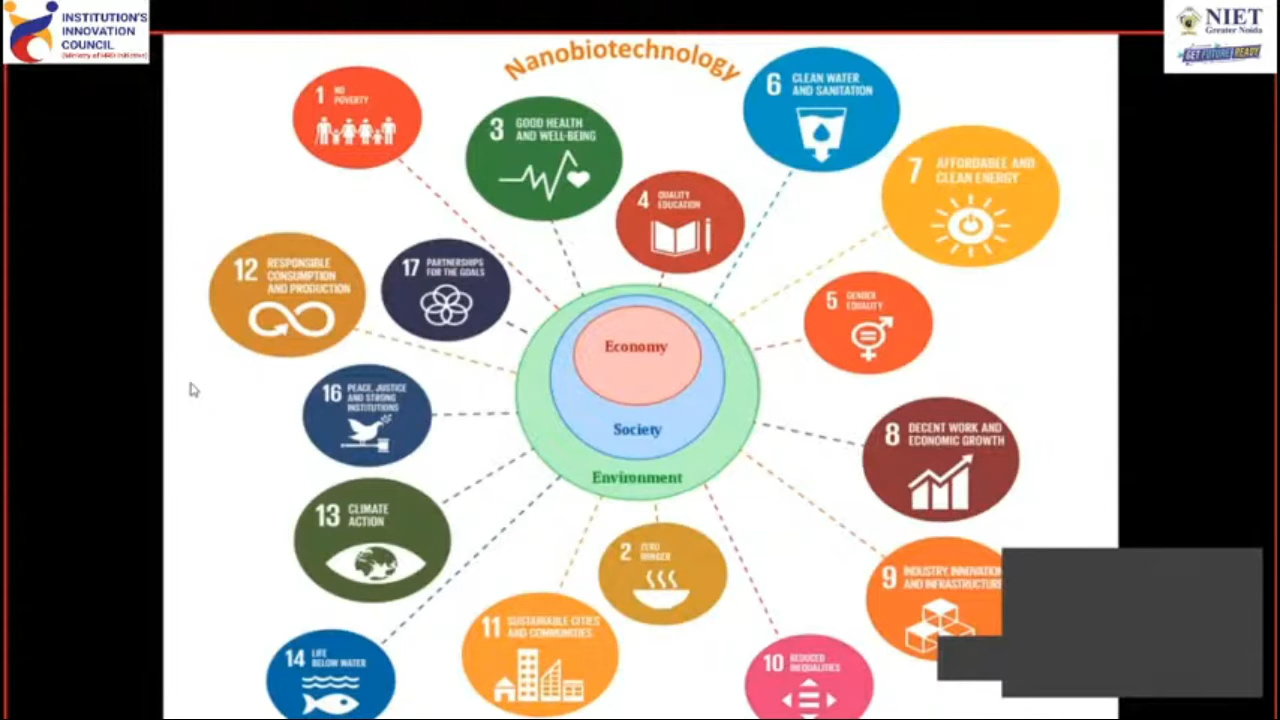 INSTITUTION'S
INNOVATION
COUNCIL
(Ministry of HRD Initiative)
NIET
Greater Noida
GET FUTURE READY
Nanobiotechnology
1 NO
POVERTY
3 GOOD HEALTH
AND WELL-BEING
6 CLEAN WATER
AND SANITATION
4 QUALITY
EDUCATION
7 AFFORDABLE AND
CLEAN ENERGY
12 RESPONSIBLE
CONSUMPTION
AND PRODUCTION
17 PARTNERSHIPS
FOR THE GOALS
5 GENDER
EQUALITY
Economy
Society
Environment
16 PEACE, JUSTICE
AND STRONG
INSTITUTIONS
8 DECENT WORK AND
ECONOMIC GROWTH
13 CLIMATE
ACTION
2 ZERO
HUNGER
9 INDUSTRY, INNOVATION
AND INFRASTRUCTURE
11 SUSTAINABLE CITIES
AND COMMUNITIES
14 LIFE
BELOW WATER
10 REDUCED
INEQUALITIES